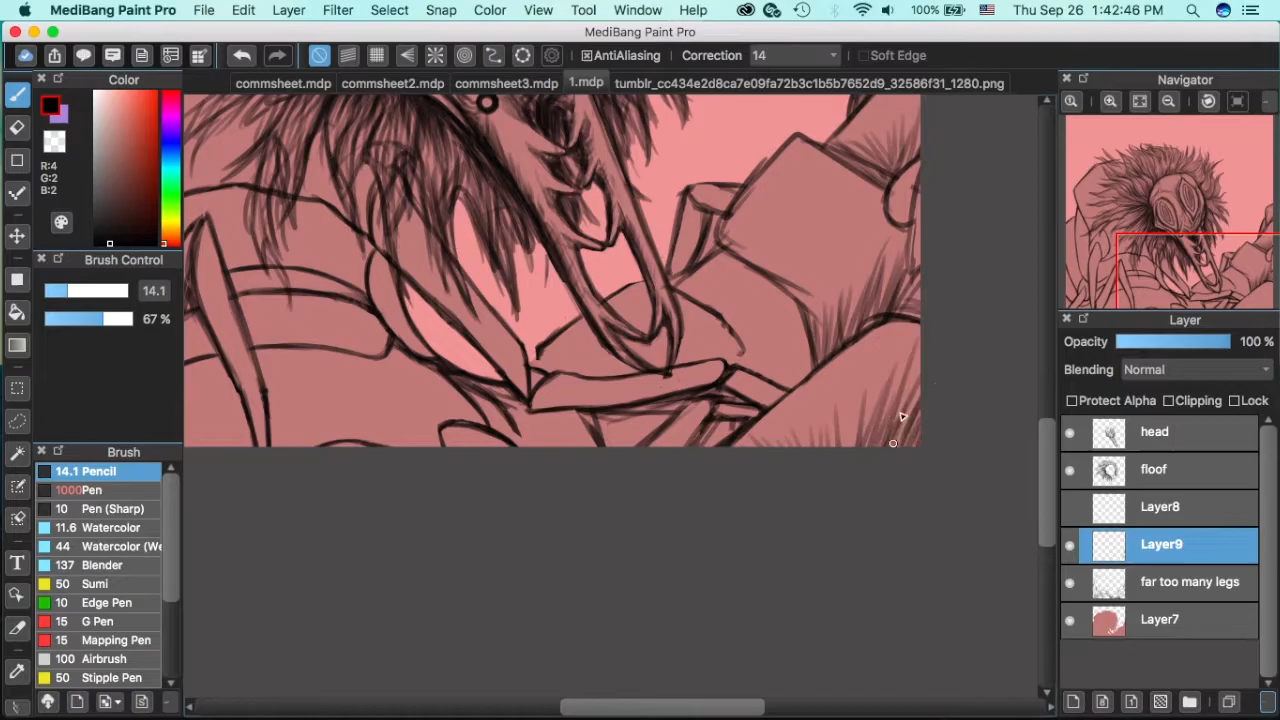 MediBang Paint Pro File Edit Layer Filter Select Snap Color View Tool Window Help 100% Thu Sep 26 1:42:46 PM
MediBang Paint Pro
AntiAliasing Correction 14 Soft Edge
Color
commsheet.mdp commsheet2.mdp commsheet3.mdp 1.mdp tumblr_cc434e2d8ca7e09fa72b3c1b5b7652d9_32586f31_1280.png
Navigator
R:4
G:2
B:2
Brush Control
14.1
67 %
Layer
Opacity 100 %
Blending Normal
Protect Alpha Clipping Lock
head
floof
Layer8
Layer9
far too many legs
Layer7
Brush
14.1 Pencil
1000 Pen
10 Pen (Sharp)
11.6 Watercolor
44 Watercolor (We
137 Blender
50 Sumi
10 Edge Pen
15 G Pen
15 Mapping Pen
100 Airbrush
50 Stipple Pen